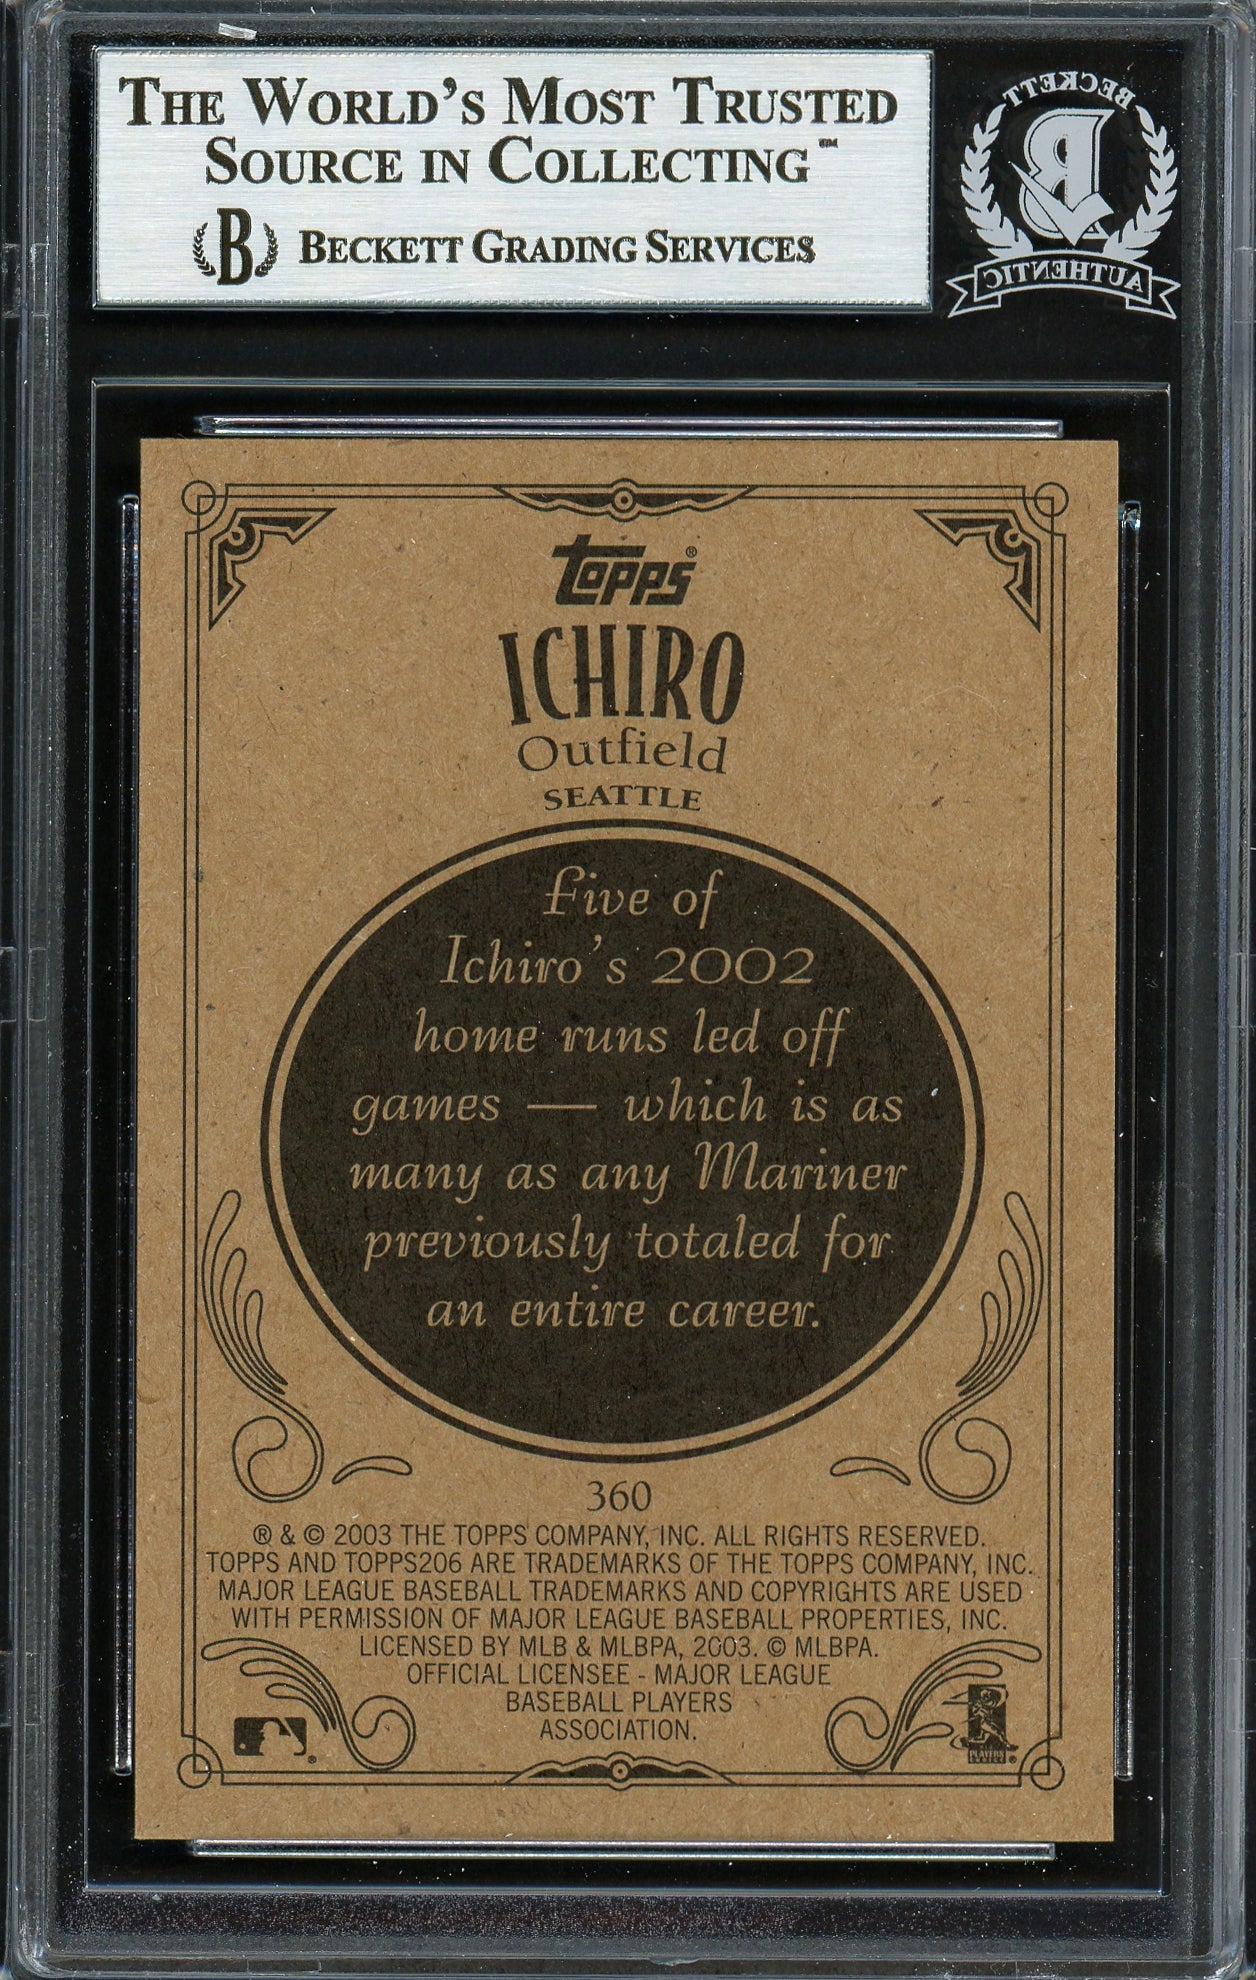 THE WORLD'S MOST TRUSTED
SOURCE IN COLLECTING™
B BECKETT GRADING SERVICES
BECKETT
B
AUTHENTIC
Topps®
ICHIRO
Outfield
SEATTLE
Five of
Ichiro's 2002
home runs led off
games — which is as
many as any Mariner
previously totaled for
an entire career.
360
® & © 2003 THE TOPPS COMPANY, INC. ALL RIGHTS RESERVED.
TOPPS AND TOPPS206 ARE TRADEMARKS OF THE TOPPS COMPANY, INC.
MAJOR LEAGUE BASEBALL TRADEMARKS AND COPYRIGHTS ARE USED
WITH PERMISSION OF MAJOR LEAGUE BASEBALL PROPERTIES, INC.
LICENSED BY MLB & MLBPA, 2003. © MLBPA.
OFFICIAL LICENSEE - MAJOR LEAGUE
BASEBALL PLAYERS
ASSOCIATION.
PLAYERS
CHOICE ®